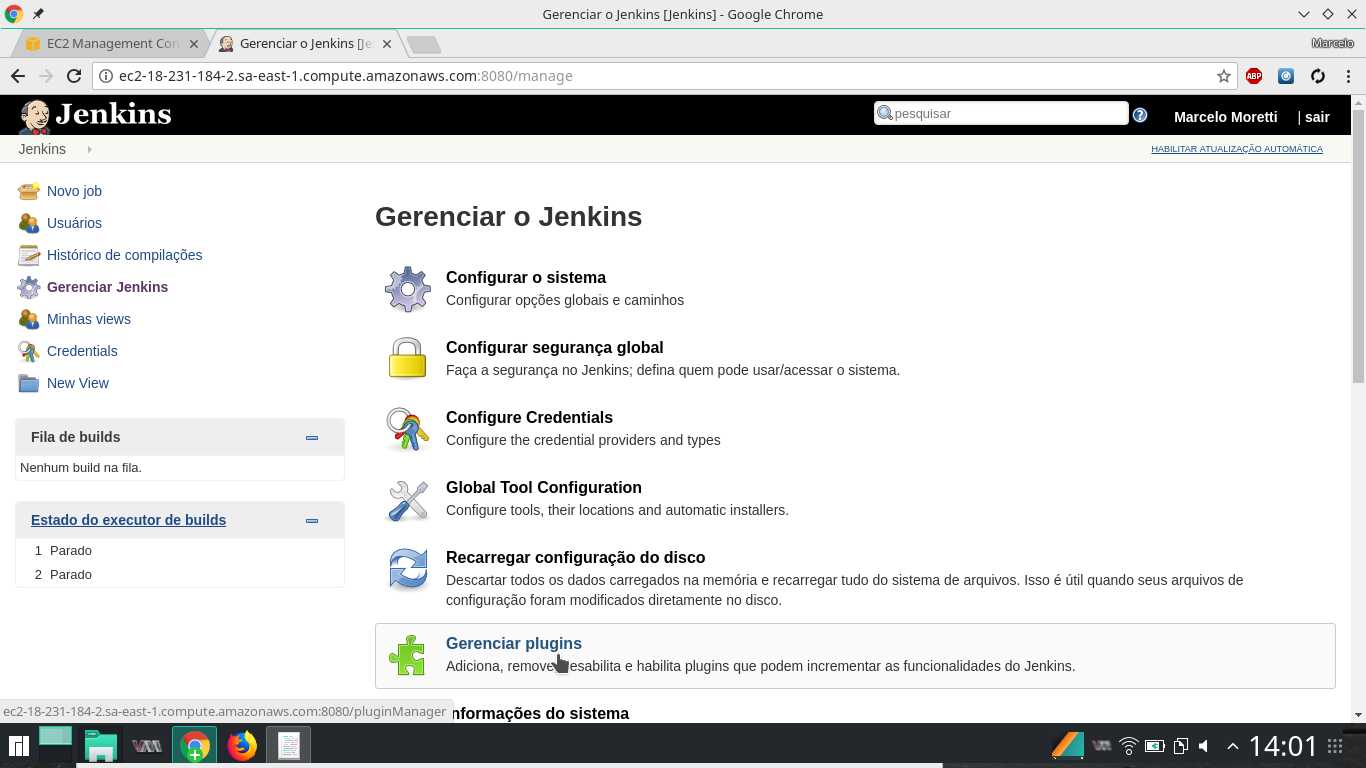 Gerenciar o Jenkins [Jenkins] - Google Chrome
EC2 Management Con
Gerenciar o Jenkins [Je
Marcelo
ec2-18-231-184-2.sa-east-1.compute.amazonaws.com:8080/manage
ABP
Jenkins
pesquisar
?
Marcelo Moretti
| sair
Jenkins
HABILITAR ATUALIZAÇÃO AUTOMÁTICA
Novo job
Usuários
Histórico de compilações
Gerenciar Jenkins
Minhas views
Credentials
New View
Fila de builds
Nenhum build na fila.
Estado do executor de builds
1 Parado
2 Parado
Gerenciar o Jenkins
Configurar o sistema
Configurar opções globais e caminhos
Configurar segurança global
Faça a segurança no Jenkins; defina quem pode usar/acessar o sistema.
Configure Credentials
Configure the credential providers and types
Global Tool Configuration
Configure tools, their locations and automatic installers.
Recarregar configuração do disco
Descartar todos os dados carregados na memória e recarregar tudo do sistema de arquivos. Isso é útil quando seus arquivos de
configuração foram modificados diretamente no disco.
Gerenciar plugins
Adiciona, remove, desabilita e habilita plugins que podem incrementar as funcionalidades do Jenkins.
nformações do sistema
ec2-18-231-184-2.sa-east-1.compute.amazonaws.com:8080/pluginManager
14:01